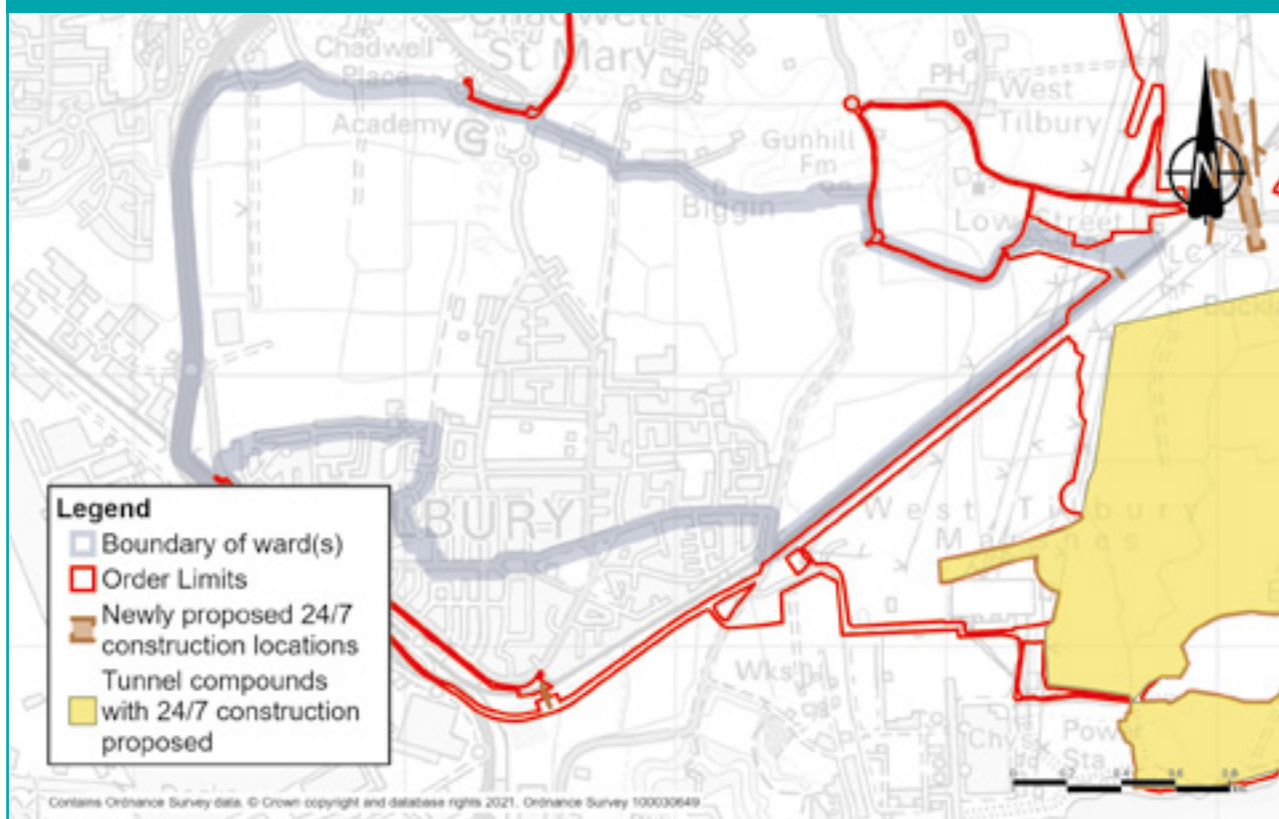 Chadwell
St Mary
Chadwell
Place
PH
West
Tilbury
Academy
Gunhill
Fm
Biggin
N
Low Street
LC
BURY
West Tilbury
Marshes
Wks
Chys
Power
Sta
Legend
Boundary of ward(s)
Order Limits
Newly proposed 24/7
construction locations
Tunnel compounds
with 24/7 construction
proposed
Contains Ordnance Survey data. © Crown copyright and database rights 2021. Ordnance Survey 100030649